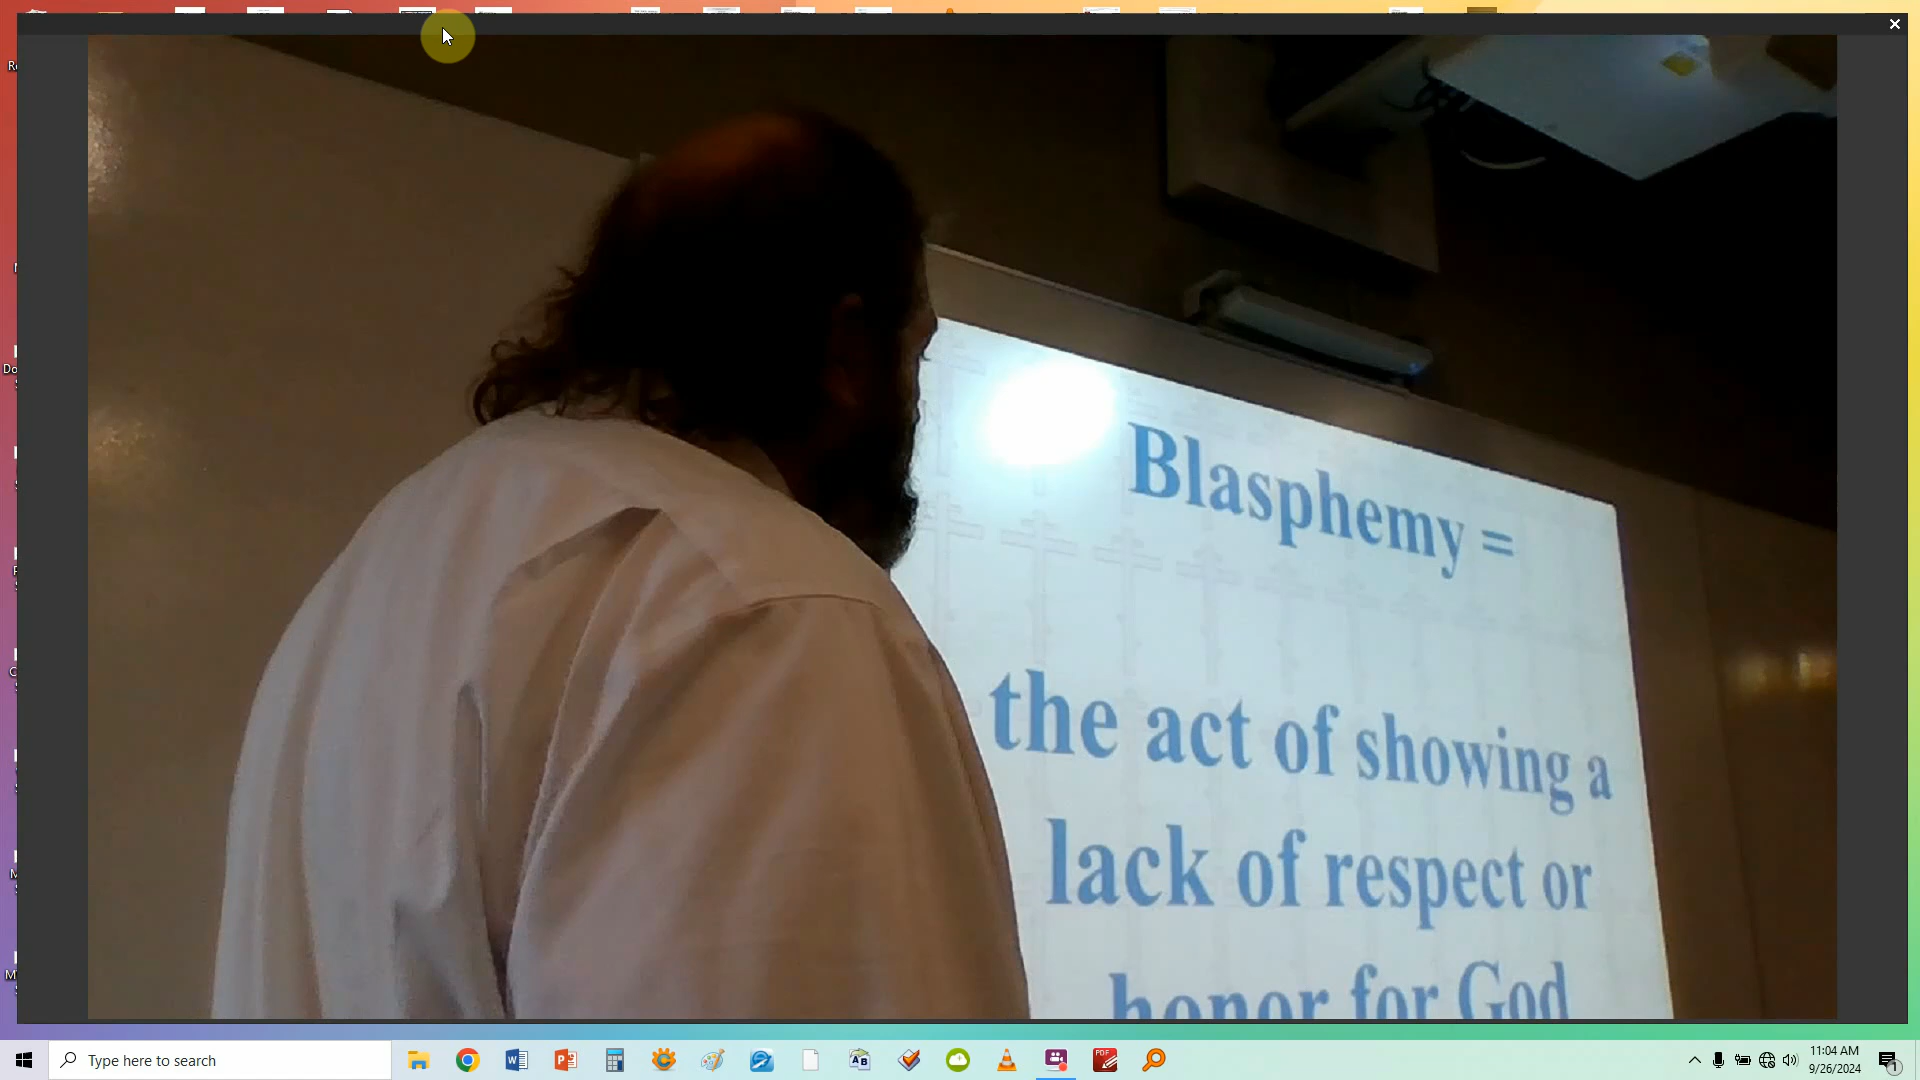 Blasphemy =
the act of showing a
lack of respect or
honor for God
Type here to search
11:04 AM
9/26/2024